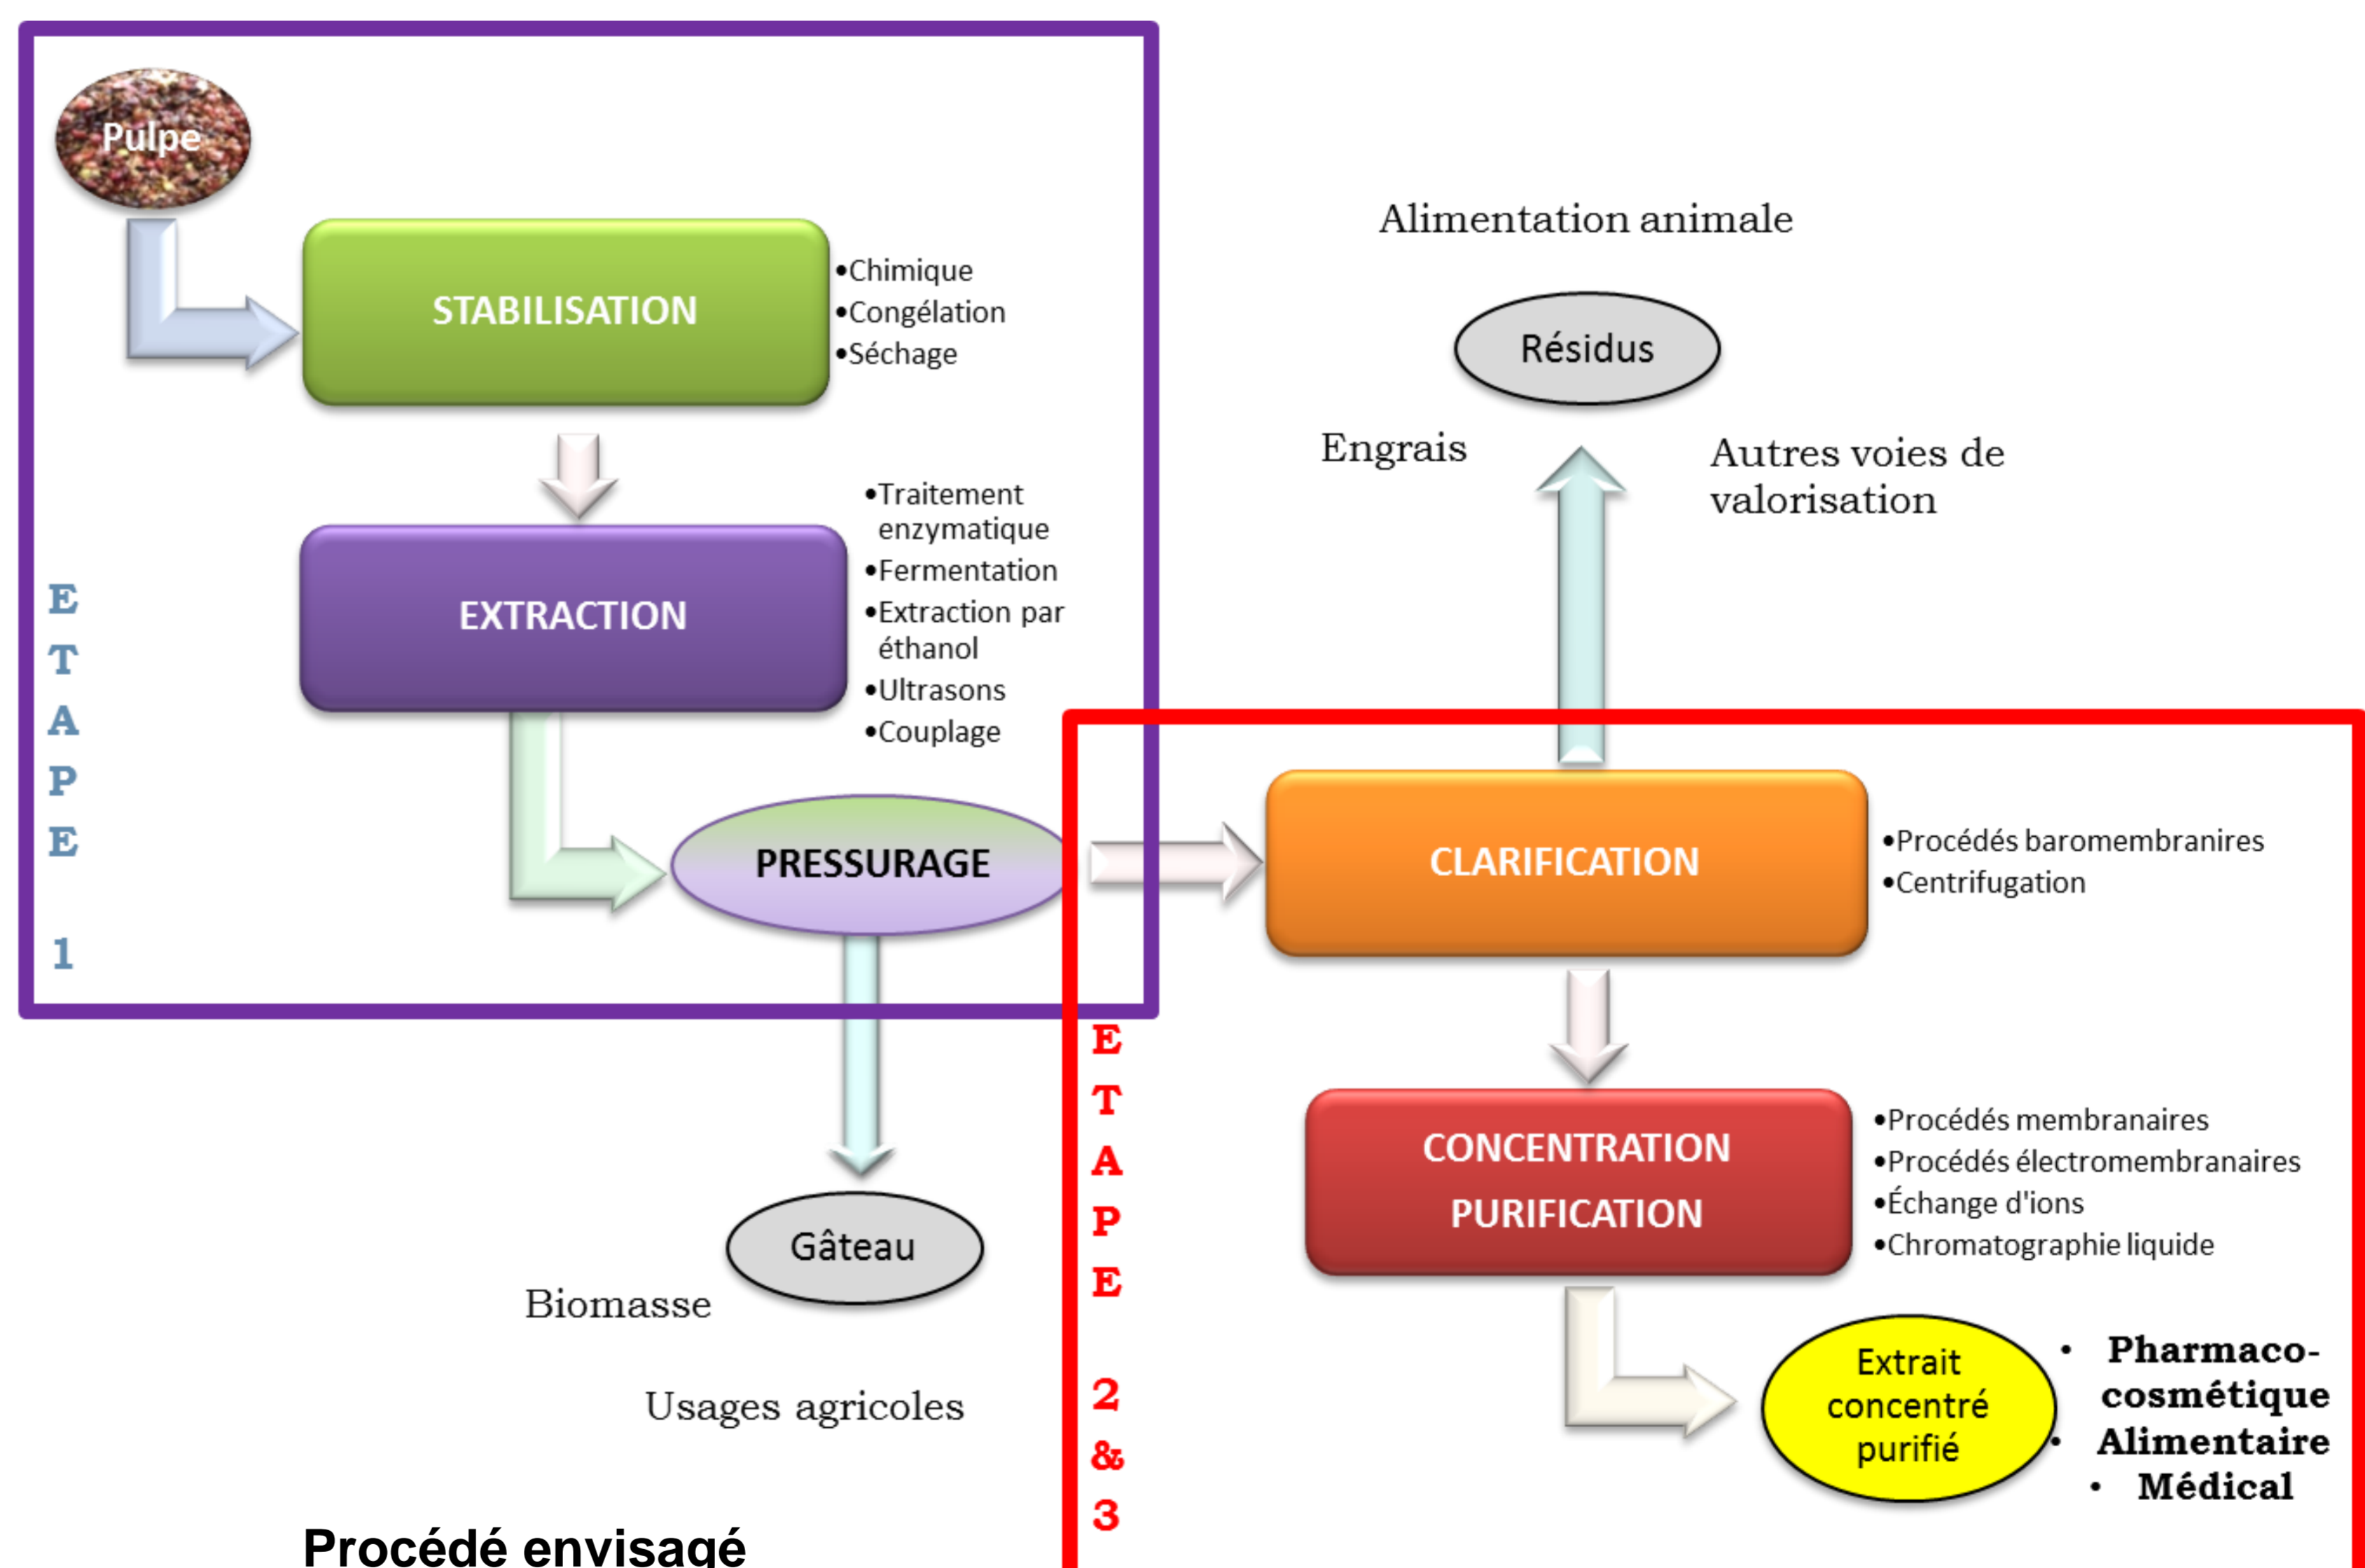 Pulpe
STABILISATION
•Chimique
•Congélation
•Séchage
EXTRACTION
•Traitement
enzymatique
•Fermentation
•Extraction par
éthanol
•Ultrasons
•Couplage
PRESSURAGE
E
T
A
P
E
1
Gâteau
Biomasse
Usages agricoles
Procédé envisagé
Alimentation animale
Résidus
Engrais
Autres voies de
valorisation
CLARIFICATION
•Procédés baromembranires
•Centrifugation
CONCENTRATION
PURIFICATION
•Procédés membranaires
•Procédés électromembranaires
•Échange d'ions
•Chromatographie liquide
E
T
A
P
E
2
&
3
Extrait
concentré
purifié
• Pharmaco-
cosmétique
• Alimentaire
• Médical